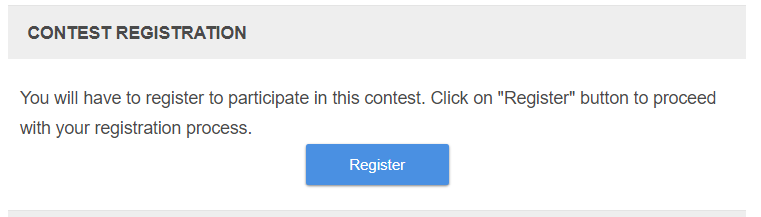 CONTEST REGISTRATION
You will have to register to participate in this contest. Click on "Register" button to proceed
with your registration process.
Register